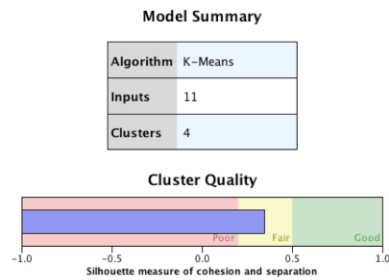 Model Summary
Algorithm K-Means
Inputs 11
Clusters 4
Cluster Quality
Poor Fair Good
-1.0 -0.5 0.0 0.5 1.0
Silhouette measure of cohesion and separation